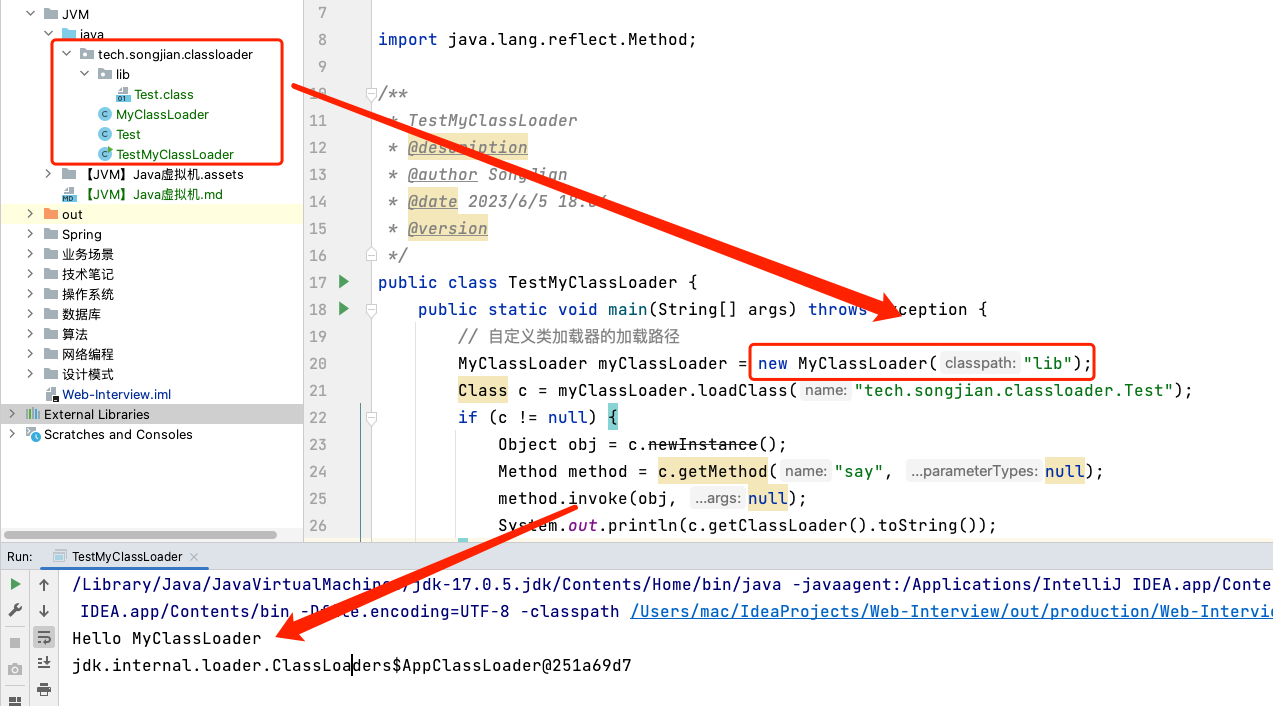 JVM
java
tech.songjian.classloader
lib
Test.class
MyClassLoader
Test
TestMyClassLoader
【JVM】Java虚拟机.assets
【JVM】Java虚拟机.md
out
Spring
业务场景
技术笔记
操作系统
数据库
算法
网络编程
设计模式
Web-Interview.iml
External Libraries
Scratches and Consoles
7
8 import java.lang.reflect.Method;
9
10 /**
11 * TestMyClassLoader
12 * @description
13 * @author SongJian
14 * @date 2023/6/5
15 * @version
16 */
17 public class TestMyClassLoader {
18 public static void main(String[] args) throws Exception {
19 // 自定义类加载器的加载路径
20 MyClassLoader myClassLoader = new MyClassLoader( classpath: "lib");
21 Class c = myClassLoader.loadClass( name: "tech.songjian.classloader.Test");
22 if (c != null) {
23 Object obj = c.newInstance();
24 Method method = c.getMethod( name: "say", ...parameterTypes: null);
25 method.invoke(obj, ...args: null);
26 System.out.println(c.getClassLoader().toString());
Run: TestMyClassLoader
/Library/Java/JavaVirtualMachines/jdk-17.0.5.jdk/Contents/Home/bin/java -javaagent:/Applications/IntelliJ IDEA.app/Conte
IDEA.app/Contents/bin -Dfile.encoding=UTF-8 -classpath /Users/mac/IdeaProjects/Web-Interview/out/production/Web-Intervie
Hello MyClassLoader
jdk.internal.loader.ClassLoaders$AppClassLoader@251a69d7